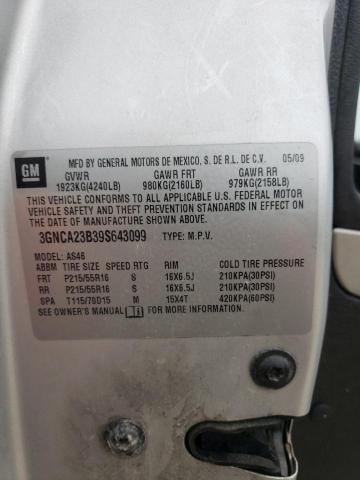 GM
MFD BY GENERAL MOTORS DE MEXICO, S. DE R.L. DE C.V. 05/09
GVWR GAWR FRT GAWR RR
1923KG(4240LB) 980KG(2160LB) 979KG(2158LB)
THIS VEHICLE CONFORMS TO ALL APPLICABLE U.S. FEDERAL MOTOR
VEHICLE SAFETY AND THEFT PREVENTION STANDARDS IN EFFECT ON
THE DATE OF MANUFACTURE SHOWN ABOVE.
3GNCA23B39S643099 TYPE: M.P.V.
MODEL: AS46
ABBM TIRE SIZE SPEED RTG RIM COLD TIRE PRESSURE
FRT P215/55R16 S 16X6.5J 210KPA(30PSI)
RR P215/55R16 S 16X6.5J 210KPA(30PSI)
SPA T115/70D15 M 15X4T 420KPA(60PSI)
SEE OWNER'S MANUAL FOR MORE INFORMATION.